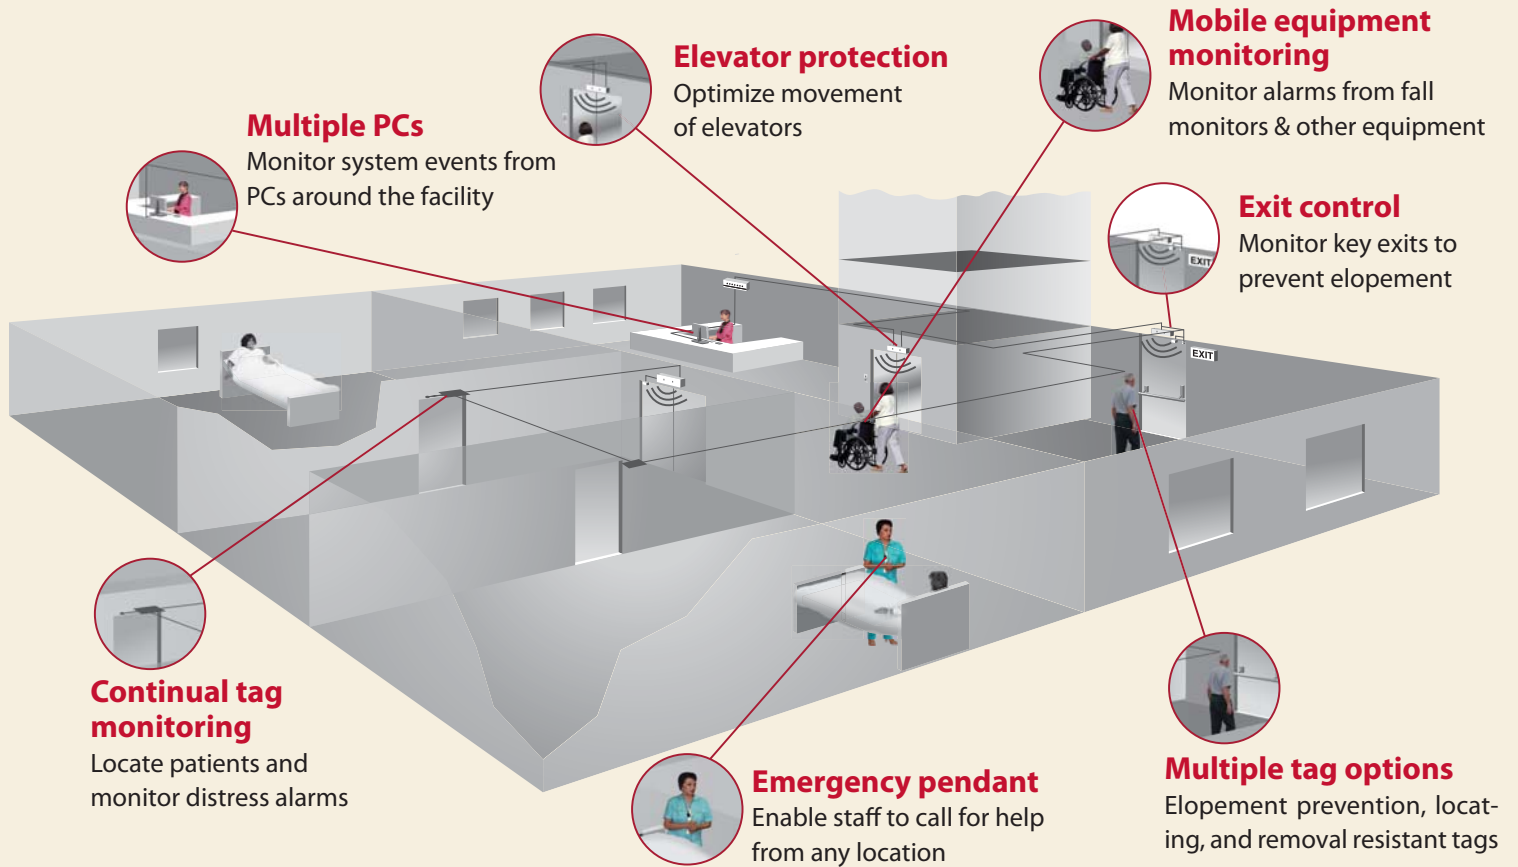 Mobile equipment
monitoring
Monitor alarms from fall
monitors & other equipment
Elevator protection
Optimize movement
of elevators
Multiple PCs
Monitor system events from
PCs around the facility
Exit control
Monitor key exits to
prevent elopement
EXIT
EXIT
Continual tag
monitoring
Locate patients and
monitor distress alarms
Emergency pendant
Enable staff to call for help
from any location
Multiple tag options
Elopement prevention, locat-
ing, and removal resistant tags